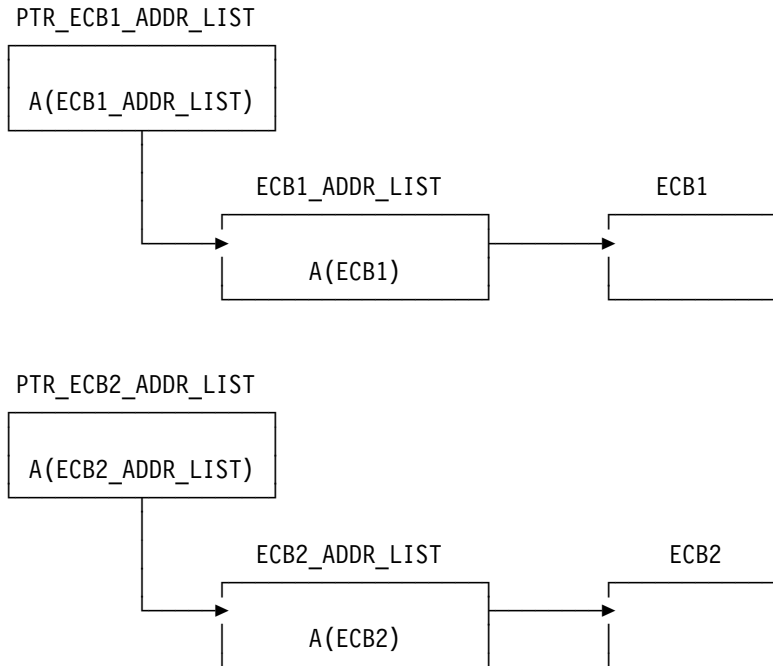 PTR_ECB1_ADDR_LIST
A(ECB1_ADDR_LIST)
ECB1_ADDR_LIST ECB1
A(ECB1)
PTR_ECB2_ADDR_LIST
A(ECB2_ADDR_LIST)
ECB2_ADDR_LIST ECB2
A(ECB2)